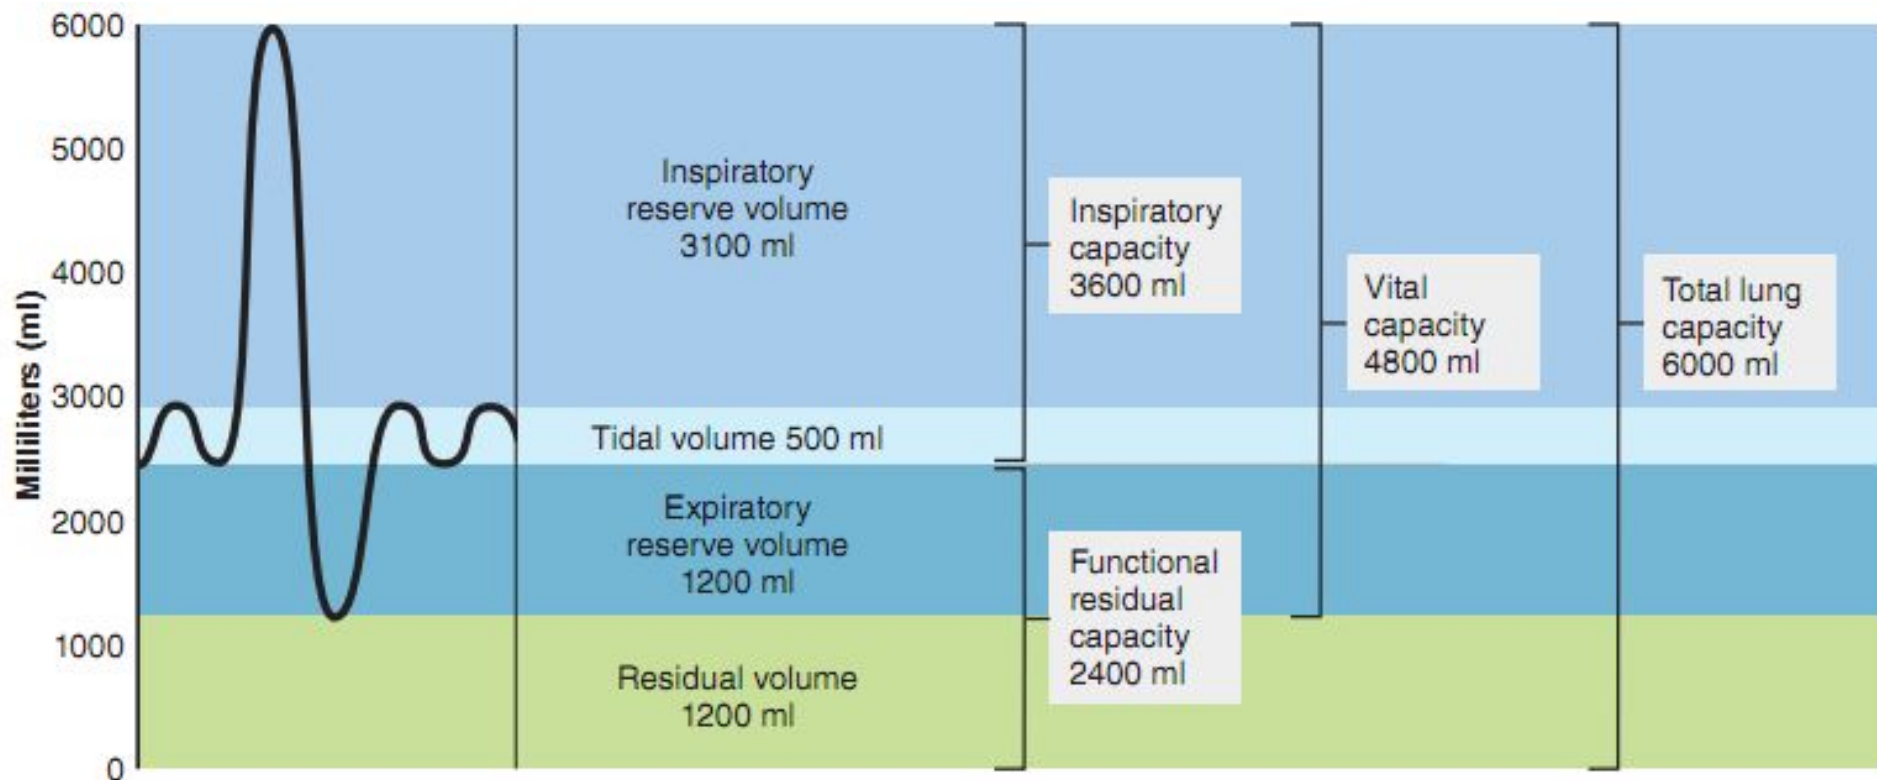 6000
5000
4000
3000
2000
1000
0
Milliliters (ml)
Inspiratory
reserve volume
3100 ml
Tidal volume 500 ml
Expiratory
reserve volume
1200 ml
Residual volume
1200 ml
Inspiratory
capacity
3600 ml
Functional
residual
capacity
2400 ml
Vital
capacity
4800 ml
Total lung
capacity
6000 ml